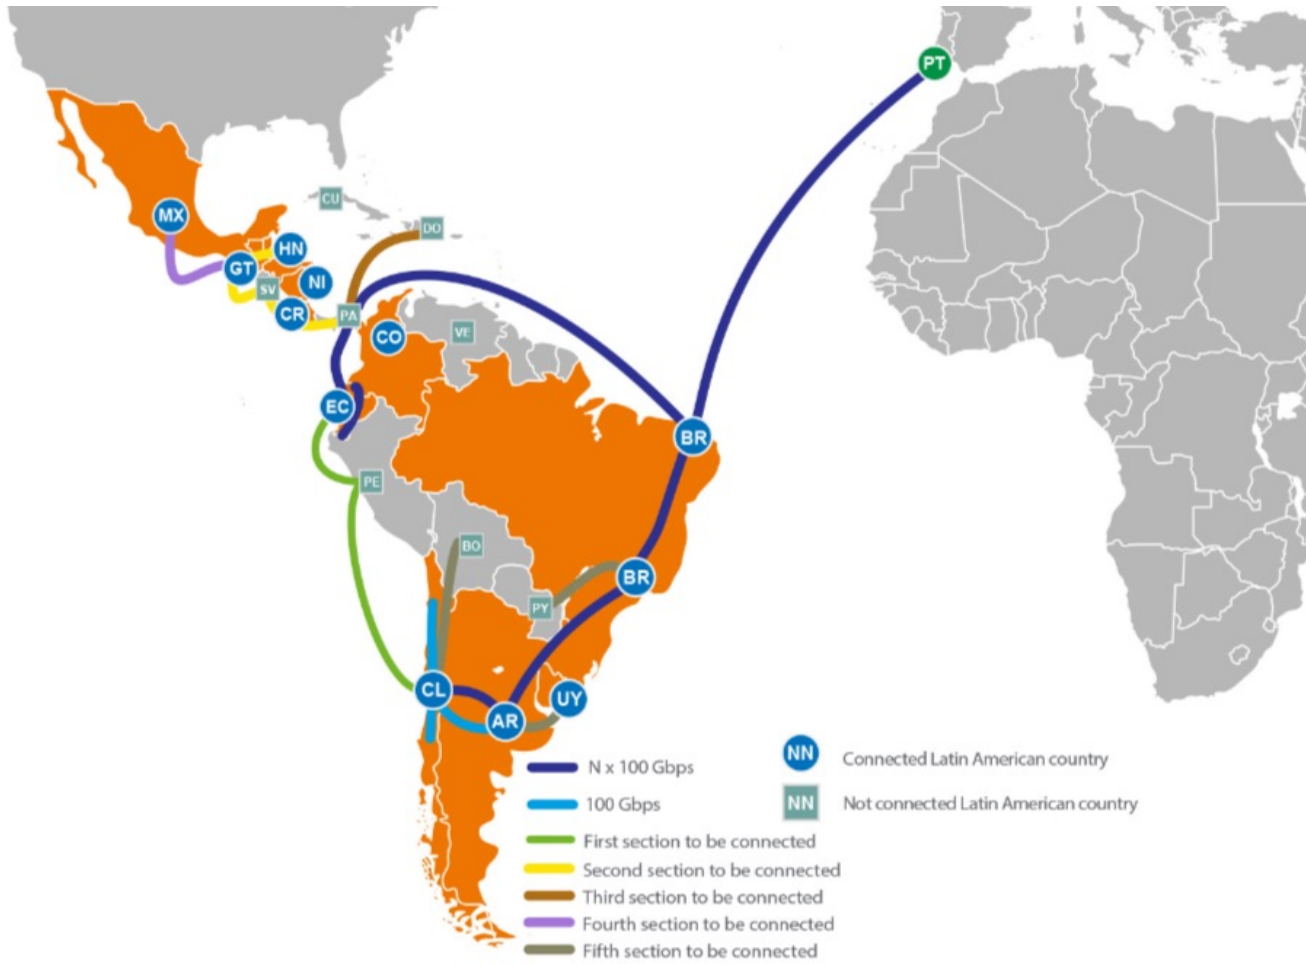 PT
CU
MX
DO
HN
GT
NI
SV
CR
PA
CO
VE
EC
BR
PE
BO
BR
PY
CL
UY
AR
N x 100 Gbps
100 Gbps
First section to be connected
Second section to be connected
Third section to be connected
Fourth section to be connected
Fifth section to be connected
NN Connected Latin American country
NN Not connected Latin American country